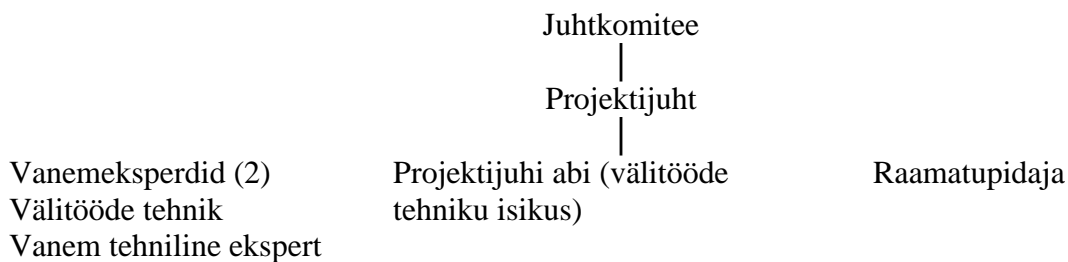 Juhtkomitee
Projektijuht
Vanemeksperdid (2)
Välitööde tehnik
Vanem tehniline ekspert
Projektijuhi abi (välitööde
tehniku isikus)
Raamatupidaja